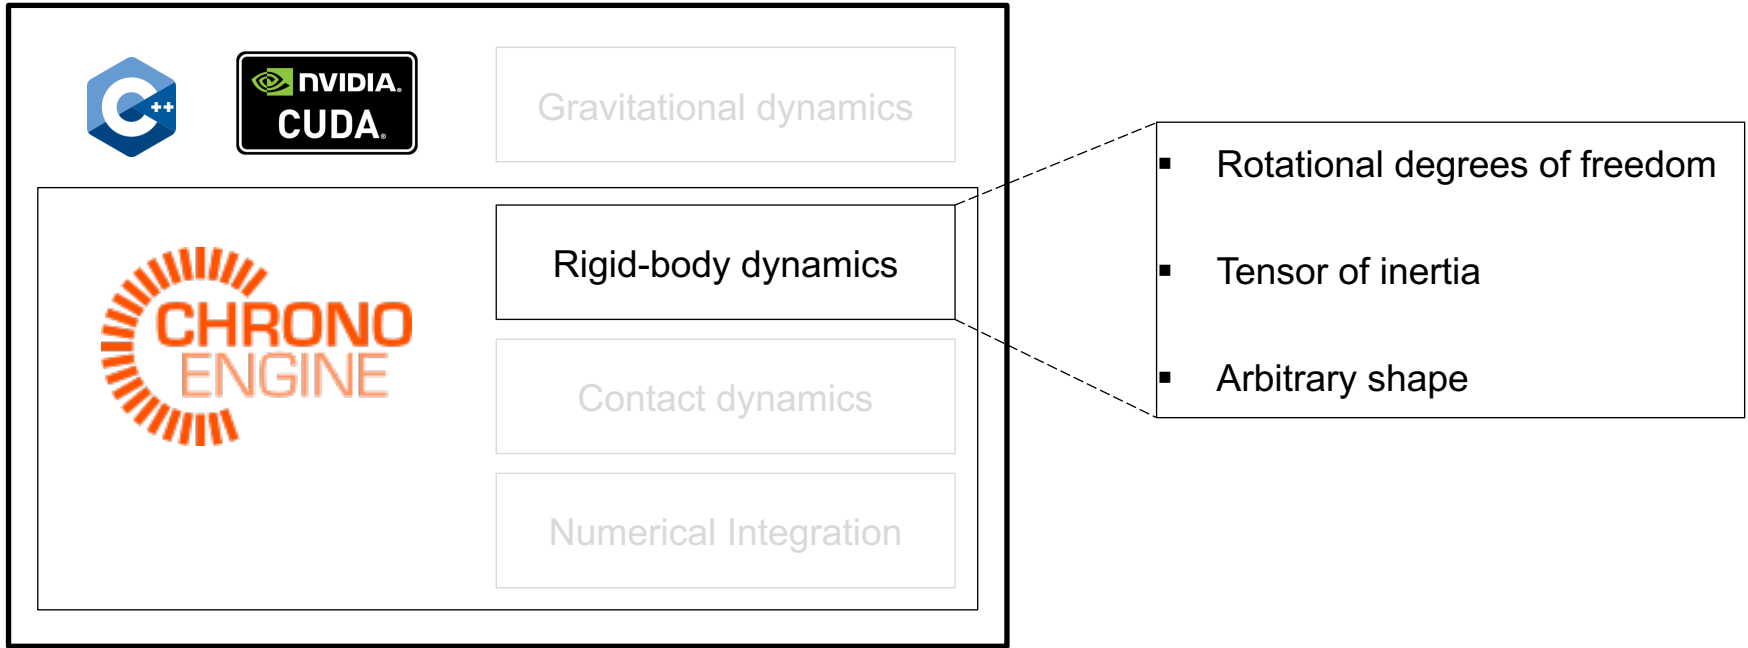 C++
NVIDIA.
CUDA.
Gravitational dynamics
CHRONO
ENGINE
Rigid-body dynamics
Contact dynamics
Numerical Integration
▪ Rotational degrees of freedom
▪ Tensor of inertia
▪ Arbitrary shape